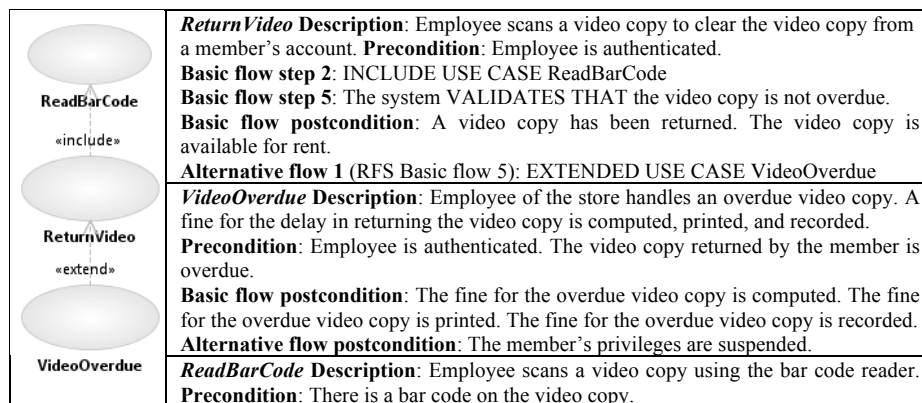 ReadBarCode
«include»
ReturnVideo
«extend»
VideoOverdue
ReturnVideo Description: Employee scans a video copy to clear the video copy from
a member’s account. Precondition: Employee is authenticated.
Basic flow step 2: INCLUDE USE CASE ReadBarCode
Basic flow step 5: The system VALIDATES THAT the video copy is not overdue.
Basic flow postcondition: A video copy has been returned. The video copy is
available for rent.
Alternative flow 1 (RFS Basic flow 5): EXTENDED USE CASE VideoOverdue
VideoOverdue Description: Employee of the store handles an overdue video copy. A
fine for the delay in returning the video copy is computed, printed, and recorded.
Precondition: Employee is authenticated. The video copy returned by the member is
overdue.
Basic flow postcondition: The fine for the overdue video copy is computed. The fine
for the overdue video copy is printed. The fine for the overdue video copy is recorded.
Alternative flow postcondition: The member’s privileges are suspended.
ReadBarCode Description: Employee scans a video copy using the bar code reader.
Precondition: There is a bar code on the video copy.